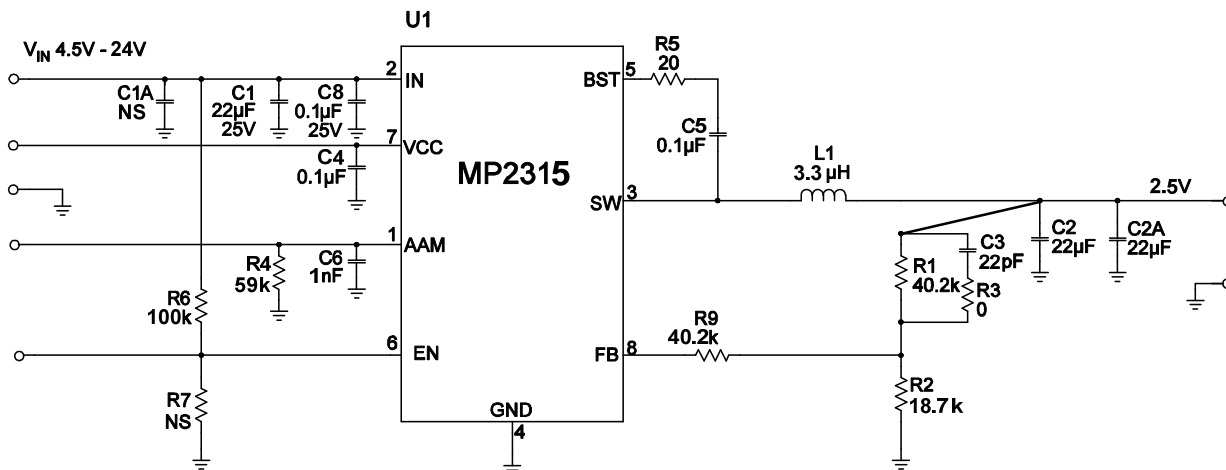 U1
V_IN 4.5V - 24V
2
IN
C1A
NS
C1
22µF
25V
C8
0.1µF
25V
7
VCC
C4
0.1µF
MP2315
BST
5
R5
20
C5
0.1µF
SW
3
L1
3.3 µH
2.5V
1
AAM
R4
59k
C6
1nF
C3
22pF
R1
40.2k
R3
0
C2
22µF
C2A
22µF
R6
100k
R9
40.2k
6
EN
FB
8
R7
NS
R2
18.7k
GND
4